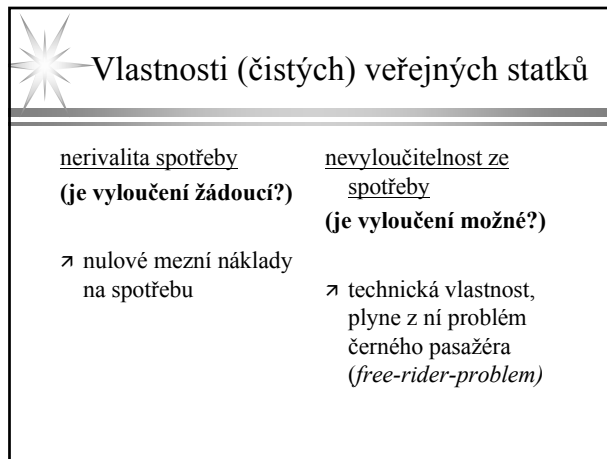 Vlastnosti (čistých) veřejných statků
nerivalita spotřeby
(je vyloučení žádoucí?)
nulové mezní náklady
na spotřebu
nevyloučitelnost ze
spotřeby
(je vyloučení možné?)
technická vlastnost,
plyne z ní problém
černého pasažéra
(free-rider-problem)